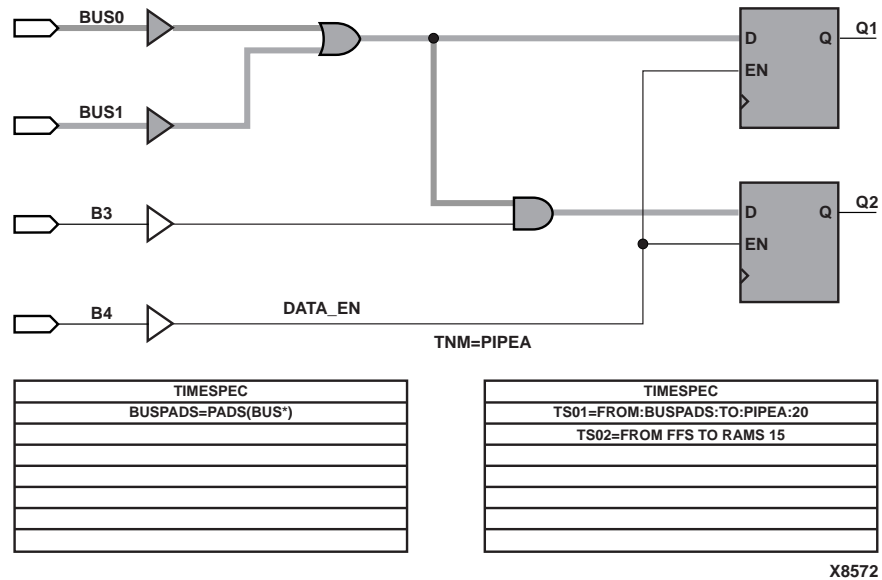 BUS0
D
Q
Q1
EN
BUS1
B3
D
Q
Q2
EN
B4
DATA_EN
TNM=PIPEA
TIMESPEC
BUSPADS=PADS(BUS*)
TIMESPEC
TS01=FROM:BUSPADS:TO:PIPEA:20
TS02=FROM FFS TO RAMS 15
X8572